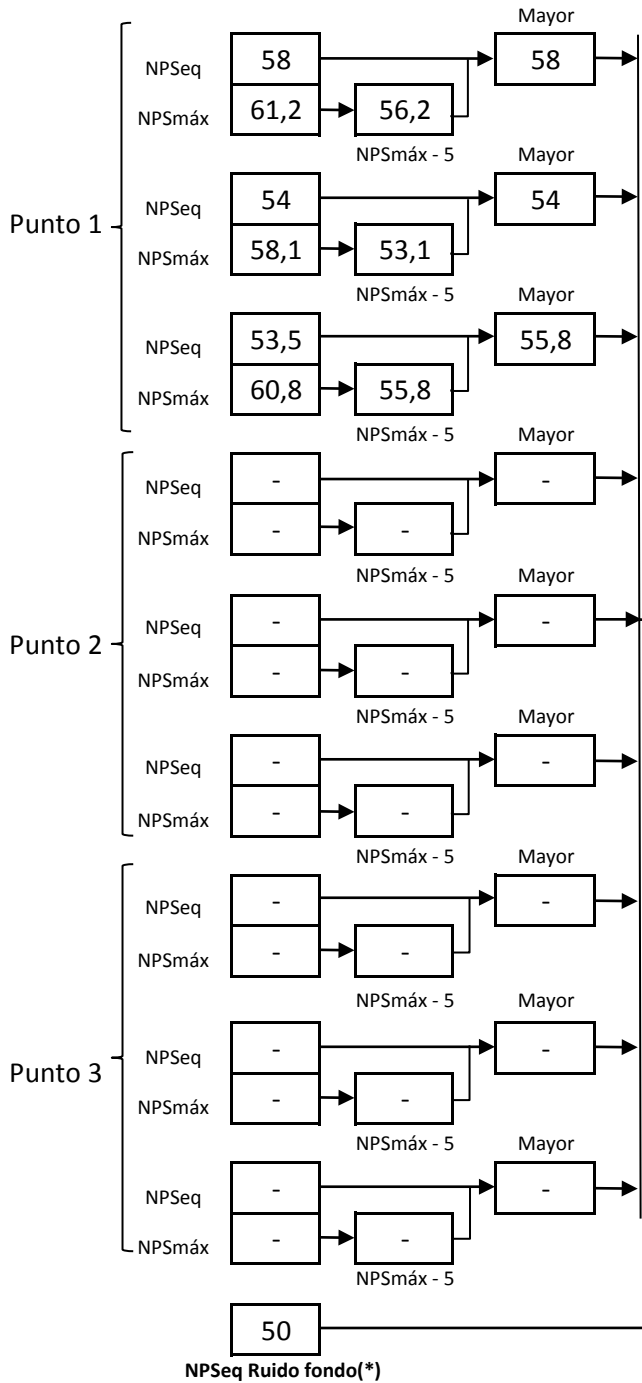 Mayor
NPSeq 58 58
NPSmáx 61,2 56,2
NPSmáx - 5 Mayor
NPSeq 54 54
Punto 1
NPSmáx 58,1 53,1
NPSmáx - 5 Mayor
NPSeq 53,5 55,8
NPSmáx 60,8 55,8
NPSmáx - 5 Mayor
NPSeq - -
NPSmáx - -
NPSmáx - 5 Mayor
NPSeq - -
Punto 2
NPSmáx - -
NPSmáx - 5 Mayor
NPSeq - -
NPSmáx - -
NPSmáx - 5 Mayor
NPSeq - -
NPSmáx - -
NPSmáx - 5 Mayor
NPSeq - -
Punto 3
NPSmáx - -
NPSmáx - 5 Mayor
NPSeq - -
NPSmáx - -
NPSmáx - 5
50
NPSeq Ruido fondo(*)